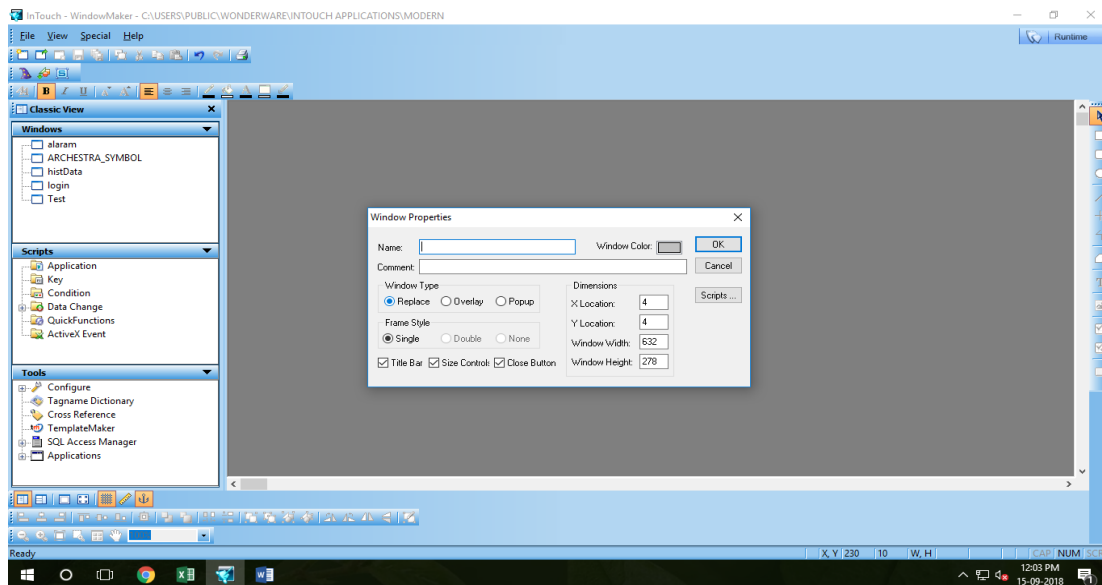 InTouch - WindowMaker - C:\USERS\PUBLIC\WONDERWARE\INTOUCH APPLICATIONS\MODERN
File View Special Help
Runtime
B I U
Classic View
Windows
alaram
ARCHESTRA_SYMBOL
histData
login
Test
Scripts
Application
Key
Condition
Data Change
QuickFunctions
ActiveX Event
Tools
Configure
Tagname Dictionary
Cross Reference
TemplateMaker
SQL Access Manager
Applications
Window Properties
Name:
Window Color:
OK
Comment:
Cancel
Window Type
Replace Overlay Popup
Frame Style
Single Double None
Title Bar Size Controls Close Button
Dimensions
X Location: 4
Y Location: 4
Window Width: 632
Window Height: 278
Scripts ...
Ready
X, Y 230 10 W, H CAP NUM SCR
12:03 PM
15-09-2018